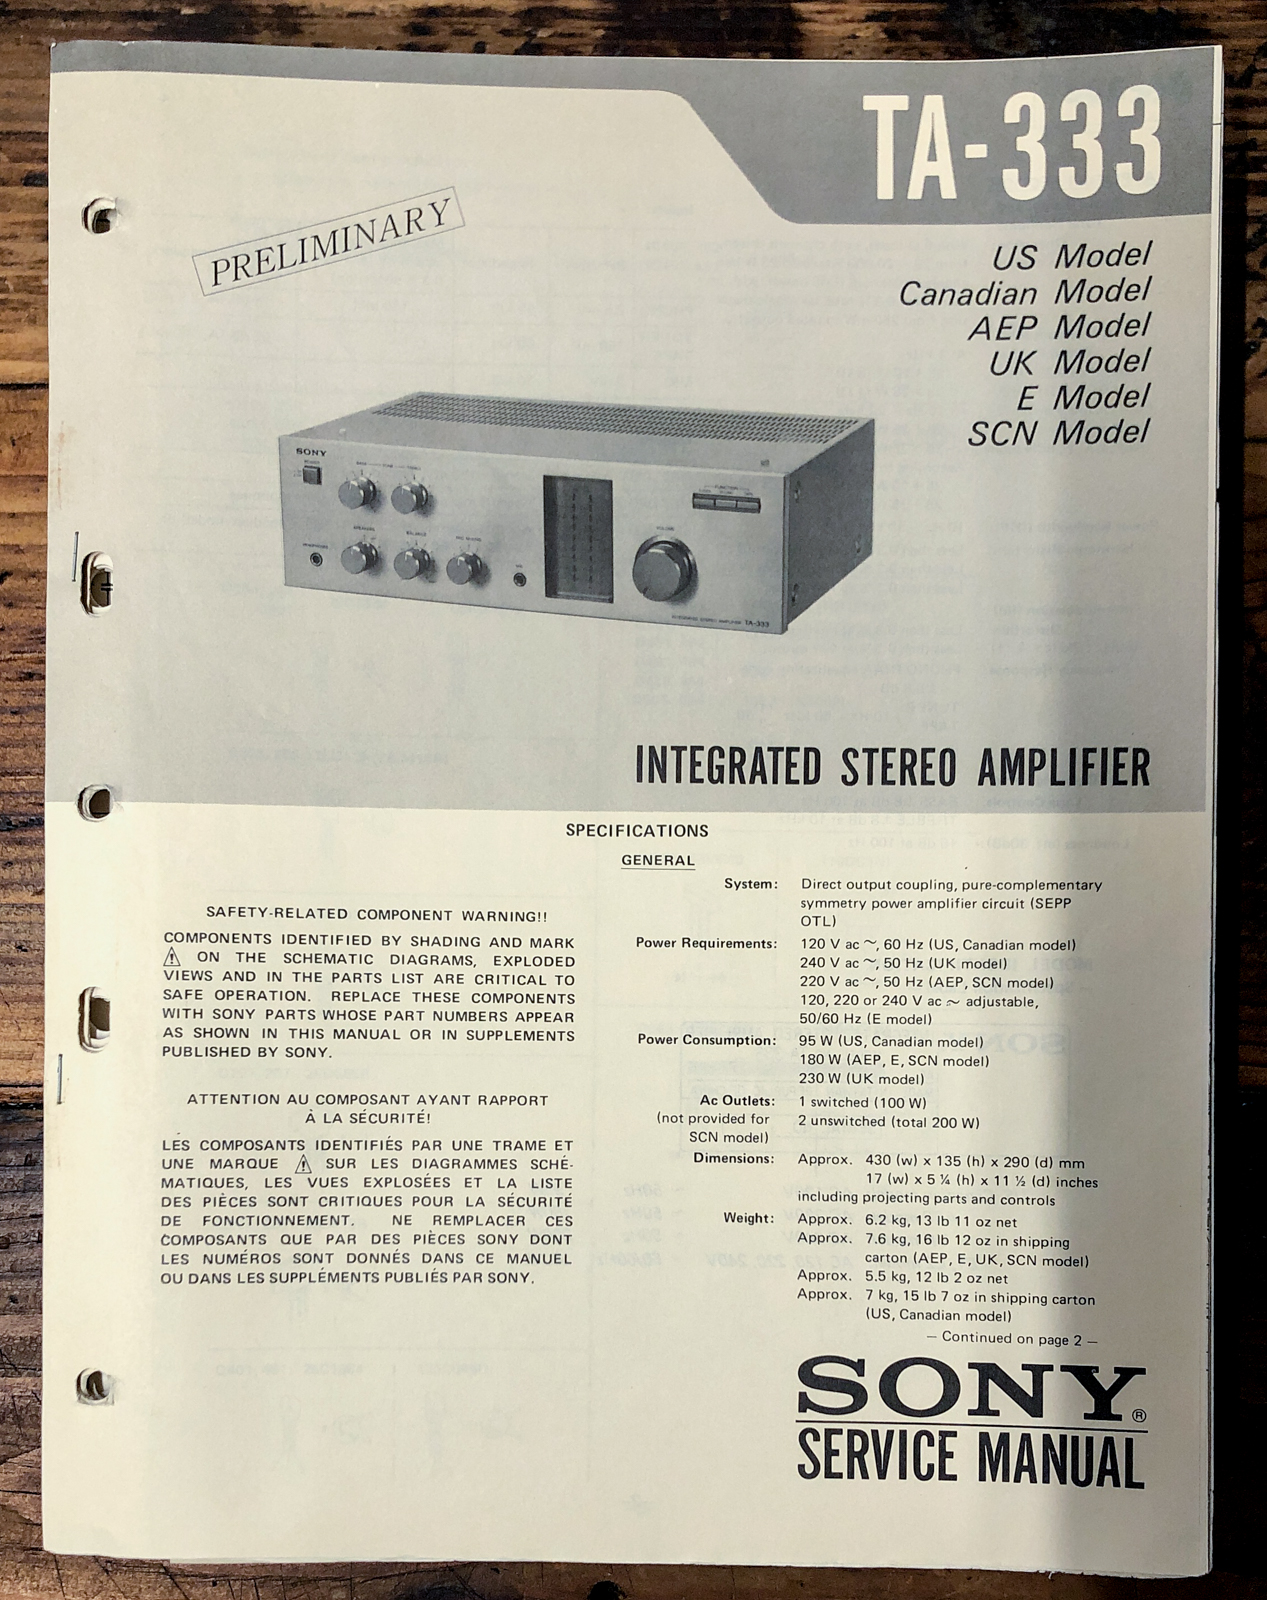 TA-333
PRELIMINARY
US Model
Canadian Model
AEP Model
UK Model
E Model
SCN Model
SONY
VOLUME
INTEGRATED STEREO AMPLIFIER TA-333
INTEGRATED STEREO AMPLIFIER
SPECIFICATIONS
GENERAL
SAFETY-RELATED COMPONENT WARNING!!
COMPONENTS IDENTIFIED BY SHADING AND MARK
⚠ ON THE SCHEMATIC DIAGRAMS, EXPLODED
VIEWS AND IN THE PARTS LIST ARE CRITICAL TO
SAFE OPERATION. REPLACE THESE COMPONENTS
WITH SONY PARTS WHOSE PART NUMBERS APPEAR
AS SHOWN IN THIS MANUAL OR IN SUPPLEMENTS
PUBLISHED BY SONY.
ATTENTION AU COMPOSANT AYANT RAPPORT
À LA SÉCURITÉ!
LES COMPOSANTS IDENTIFIÉS PAR UNE TRAME ET
UNE MARQUE ⚠ SUR LES DIAGRAMMES SCHÉ-
MATIQUES, LES VUES EXPLOSÉES ET LA LISTE
DES PIÈCES SONT CRITIQUES POUR LA SÉCURITÉ
DE FONCTIONNEMENT. NE REMPLACER CES
COMPOSANTS QUE PAR DES PIÈCES SONY DONT
LES NUMÉROS SONT DONNÉS DANS CE MANUEL
OU DANS LES SUPPLÉMENTS PUBLIÉS PAR SONY.
System: Direct output coupling, pure-complementary
symmetry power amplifier circuit (SEPP
OTL)
Power Requirements: 120 V ac ~, 60 Hz (US, Canadian model)
240 V ac ~, 50 Hz (UK model)
220 V ac ~, 50 Hz (AEP, SCN model)
120, 220 or 240 V ac ~ adjustable,
50/60 Hz (E model)
Power Consumption: 95 W (US, Canadian model)
180 W (AEP, E, SCN model)
230 W (UK model)
Ac Outlets: 1 switched (100 W)
(not provided for 2 unswitched (total 200 W)
SCN model)
Dimensions: Approx. 430 (w) x 135 (h) x 290 (d) mm
17 (w) x 5 ¼ (h) x 11 ½ (d) inches
including projecting parts and controls
Weight: Approx. 6.2 kg, 13 lb 11 oz net
Approx. 7.6 kg, 16 lb 12 oz in shipping
carton (AEP, E, UK, SCN model)
Approx. 5.5 kg, 12 lb 2 oz net
Approx. 7 kg, 15 lb 7 oz in shipping carton
(US, Canadian model)
— Continued on page 2 —
SONY®
SERVICE MANUAL